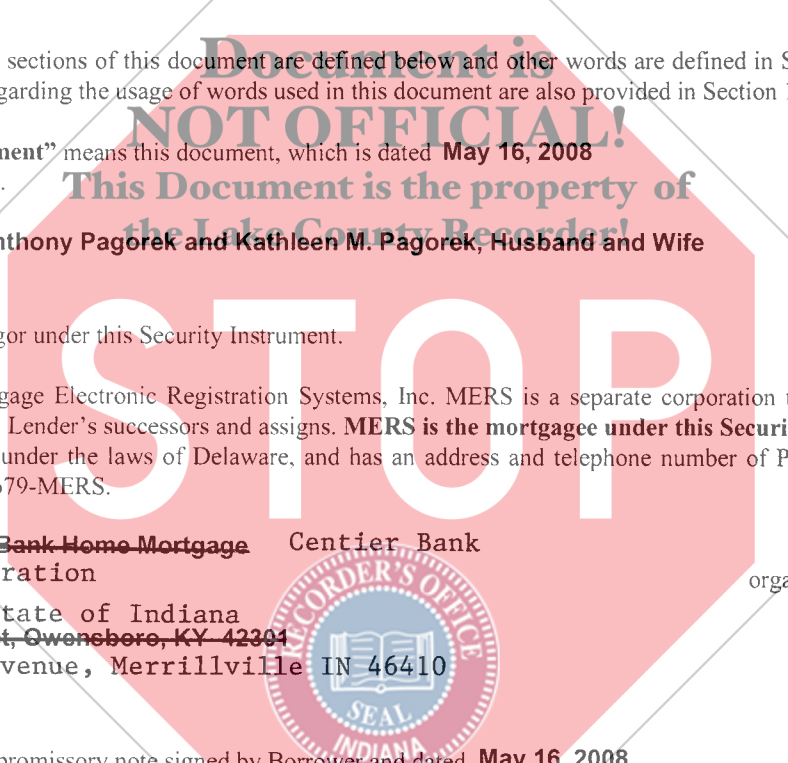 Document is
sections of this document are defined below and other words are defined in S
garding the usage of words used in this document are also provided in Section 1
NOT OFFICIAL!
ment” means this document, which is dated May 16, 2008
.
This Document is the property of
the Lake County Recorder!
nthony Pagorek and Kathleen M. Pagorek, Husband and Wife
STOP
gor under this Security Instrument.
gage Electronic Registration Systems, Inc. MERS is a separate corporation
Lender’s successors and assigns. MERS is the mortgagee under this Securi
under the laws of Delaware, and has an address and telephone number of P
679-MERS.
Bank Home Mortgage Centier Bank
ration
orga
tate of Indiana
t, Owensboro, KY 42301
venue, Merrillville IN 46410
RECORDER'S OFFICE
SEAL
INDIANA
promissory note signed by Borrower and dated May 16, 2008